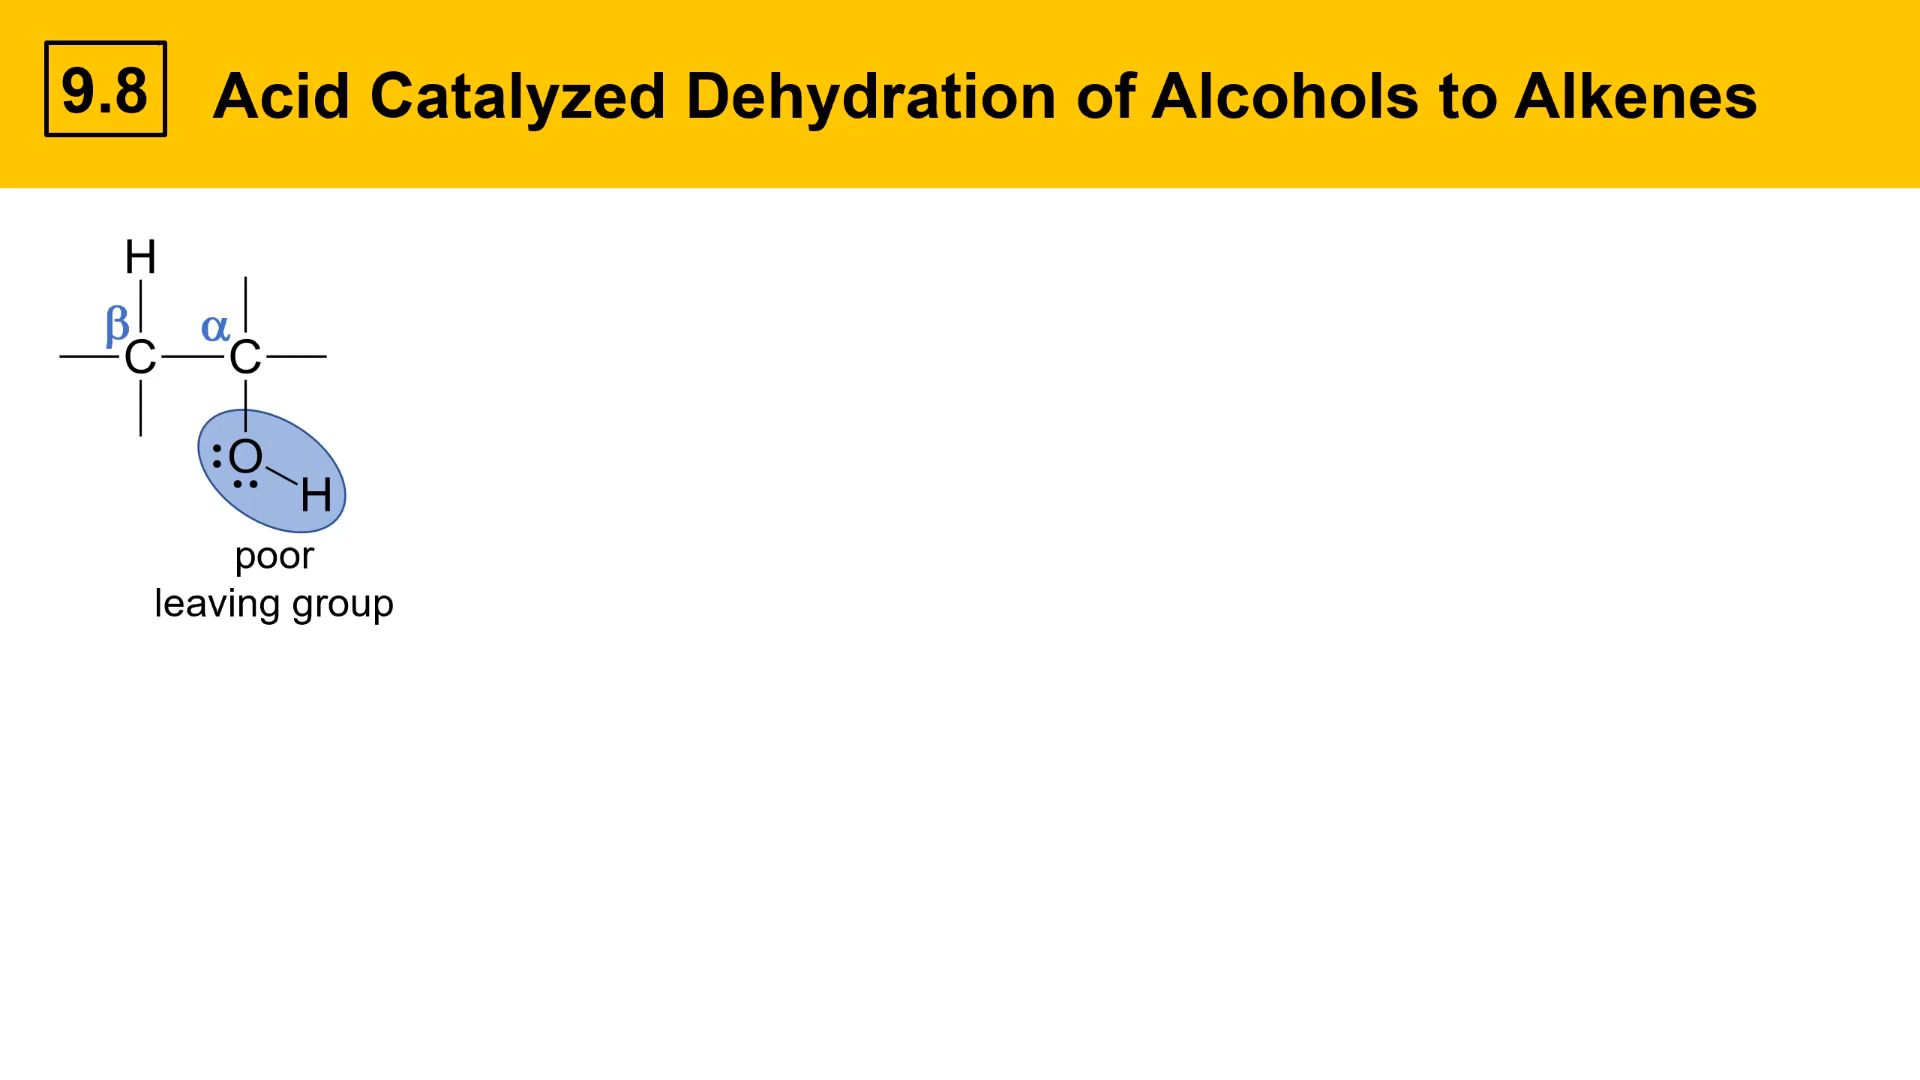 9.8 Acid Catalyzed Dehydration of Alcohols to Alkenes
H
β α
C C
O
H
poor
leaving group